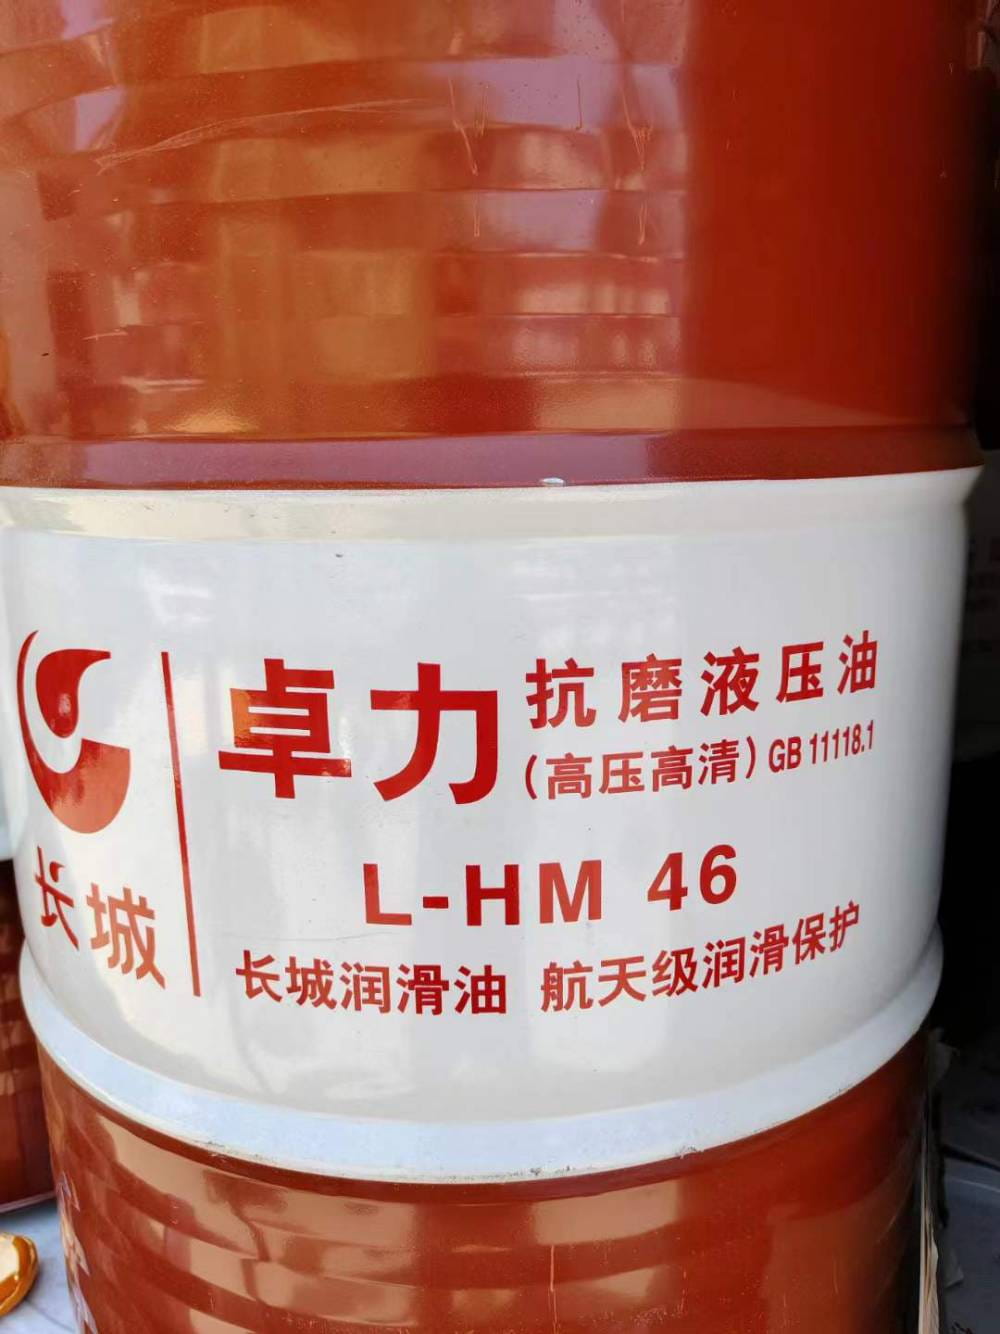 长城
卓力
抗磨液压油
(高压高清) GB 11118.1
L-HM 46
长城润滑油 航天级润滑保护